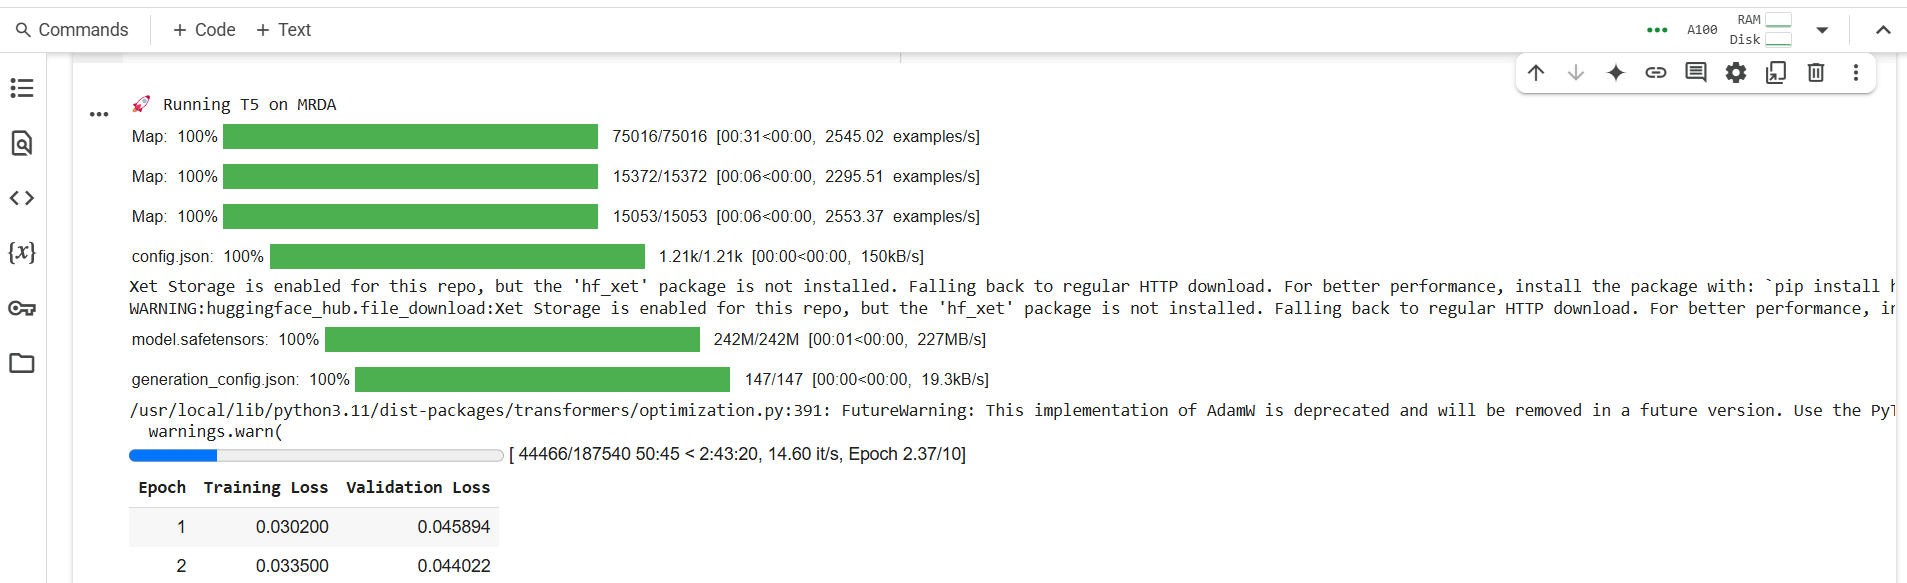 Commands + Code + Text
A100 RAM Disk
🚀 Running T5 on MRDA
Map: 100% 75016/75016 [00:31<00:00, 2545.02 examples/s]
Map: 100% 15372/15372 [00:06<00:00, 2295.51 examples/s]
Map: 100% 15053/15053 [00:06<00:00, 2553.37 examples/s]
config.json: 100% 1.21k/1.21k [00:00<00:00, 150kB/s]
Xet Storage is enabled for this repo, but the 'hf_xet' package is not installed. Falling back to regular HTTP download. For better performance, install the package with: `pip install
WARNING:huggingface_hub.file_download:Xet Storage is enabled for this repo, but the 'hf_xet' package is not installed. Falling back to regular HTTP download. For better performance,
model.safetensors: 100% 242M/242M [00:01<00:00, 227MB/s]
generation_config.json: 100% 147/147 [00:00<00:00, 19.3kB/s]
/usr/local/lib/python3.11/dist-packages/transformers/optimization.py:391: FutureWarning: This implementation of AdamW is deprecated and will be removed in a future version. Use the
warnings.warn(
[ 44466/187540 50:45 < 2:43:20, 14.60 it/s, Epoch 2.37/10]
Epoch Training Loss Validation Loss
1 0.030200 0.045894
2 0.033500 0.044022